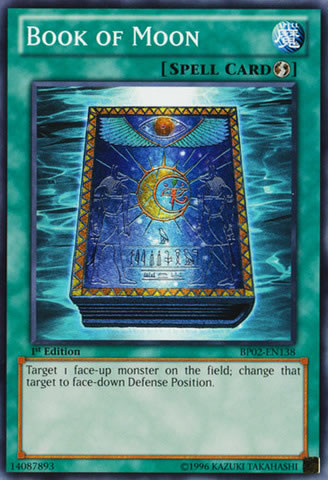 BOOK OF MOON
魔
[SPELL CARD]
1st Edition
BP02-EN138
Target 1 face-up monster on the field; change that
target to face-down Defense Position.
14087893
©1996 KAZUKI TAKAHASHI